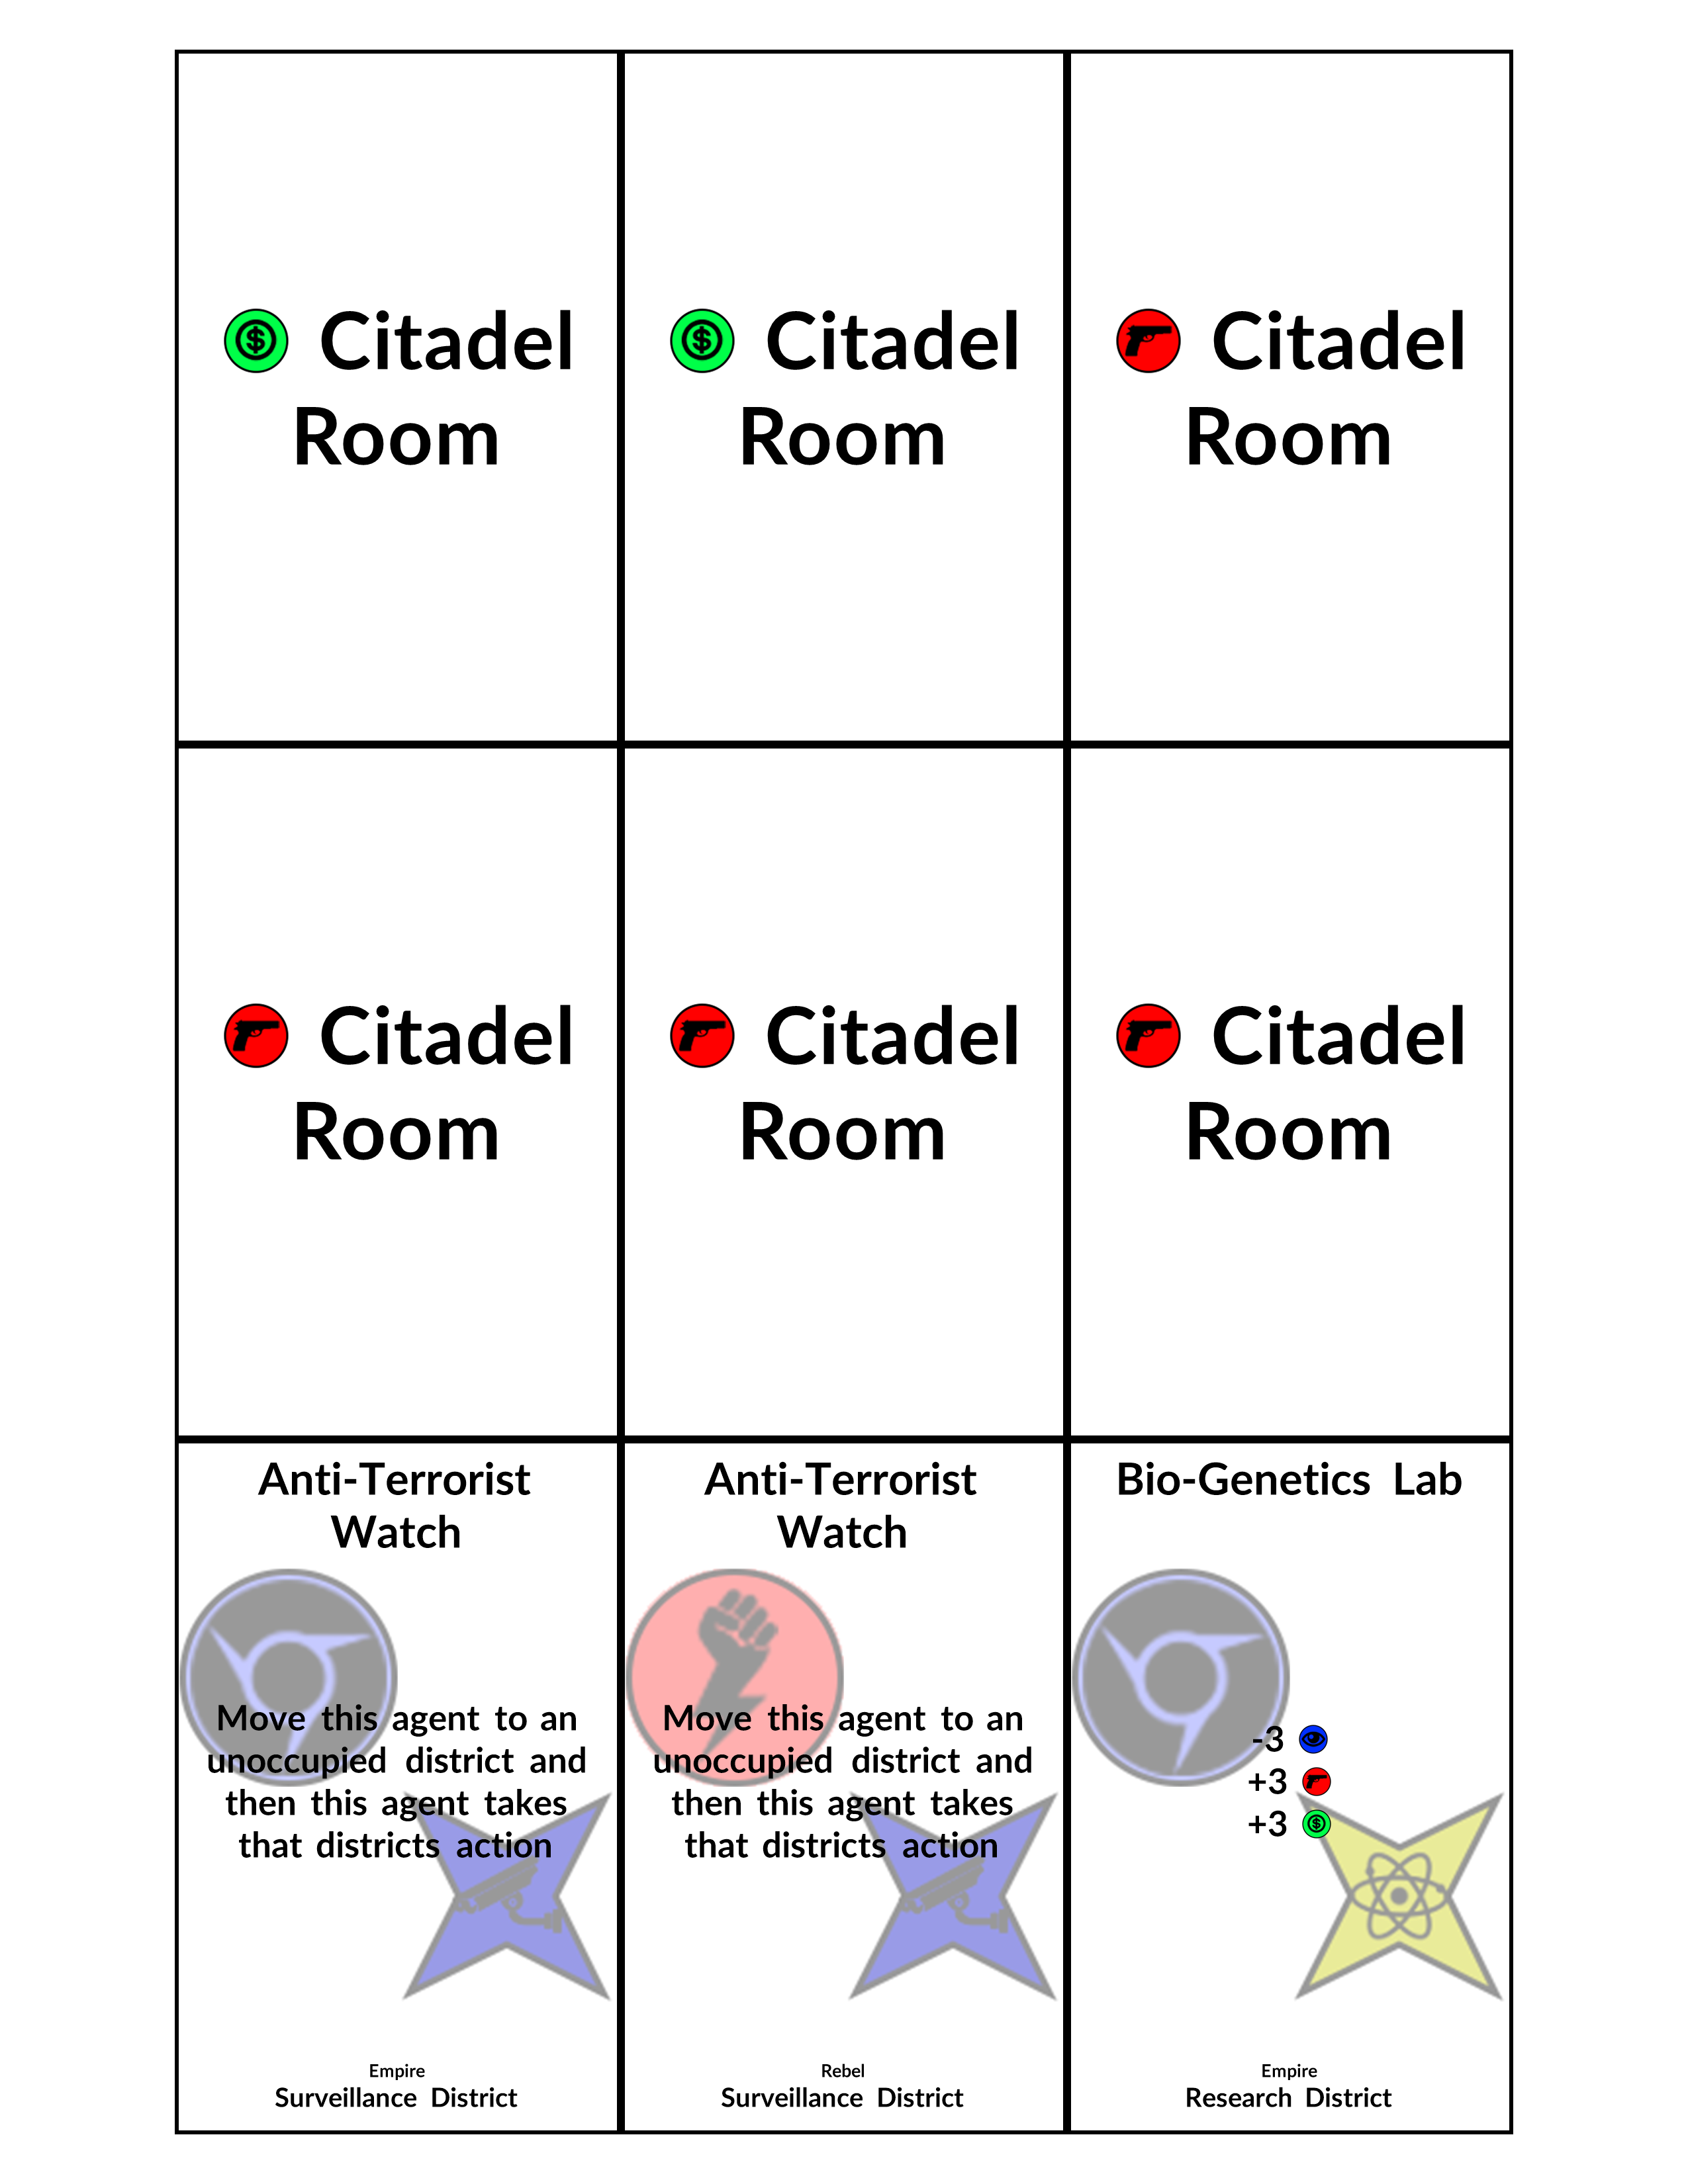 $ Citadel
Room
$ Citadel
Room
Citadel
Room
Citadel
Room
Citadel
Room
Citadel
Room
Anti-Terrorist
Watch
Move this agent to an
unoccupied district and
then this agent takes
that districts action
Empire
Surveillance District
Anti-Terrorist
Watch
Move this agent to an
unoccupied district and
then this agent takes
that districts action
Rebel
Surveillance District
Bio-Genetics Lab
-3
+3
+3 $
Empire
Research District